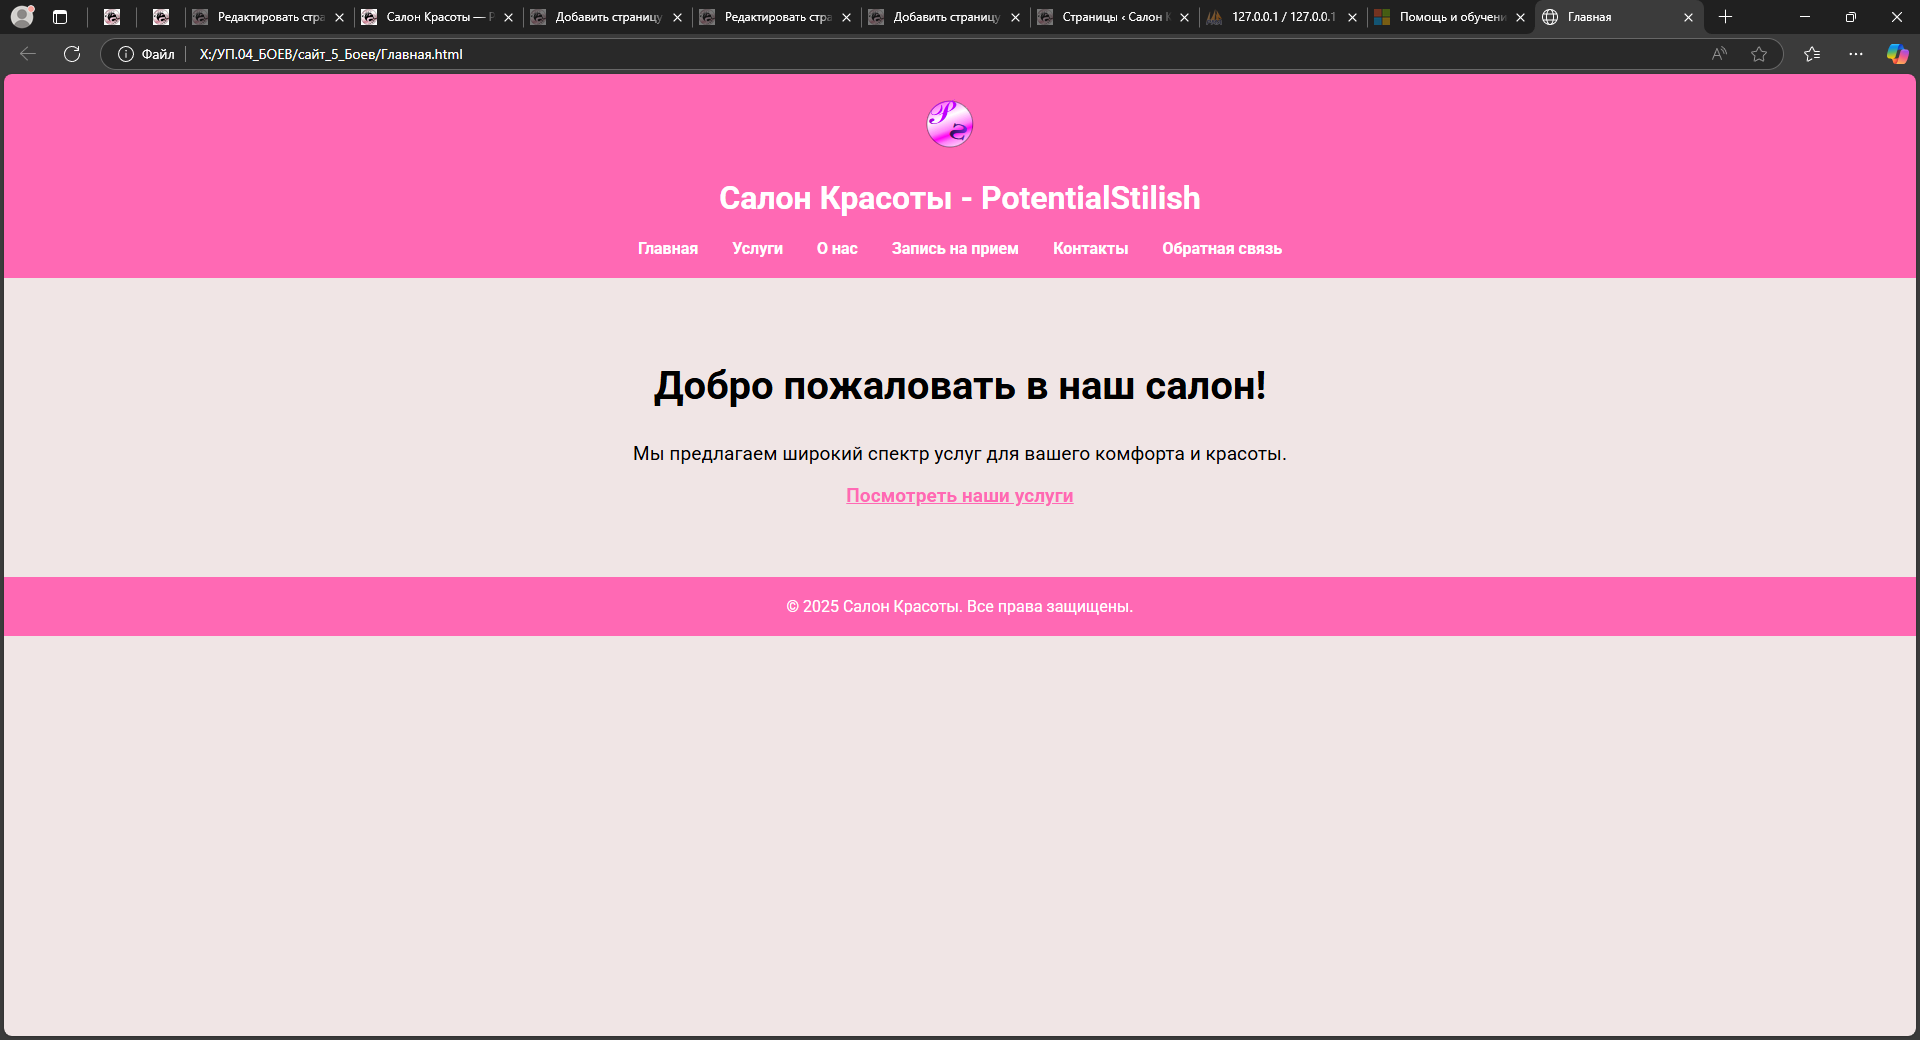 Редактировать стра
Салон Красоты — P
Добавить страницу
Редактировать стра
Добавить страницу
Страницы ‹ Салон К
127.0.0.1 / 127.0.0.1
Помощь и обучени
Главная
Файл
X:/УП.04_БОЕВ/сайт_5_Боев/Главная.html
Салон Красоты - PotentialStilish
Главная Услуги О нас Запись на прием Контакты Обратная связь
Добро пожаловать в наш салон!
Мы предлагаем широкий спектр услуг для вашего комфорта и красоты.
Посмотреть наши услуги
© 2025 Салон Красоты. Все права защищены.